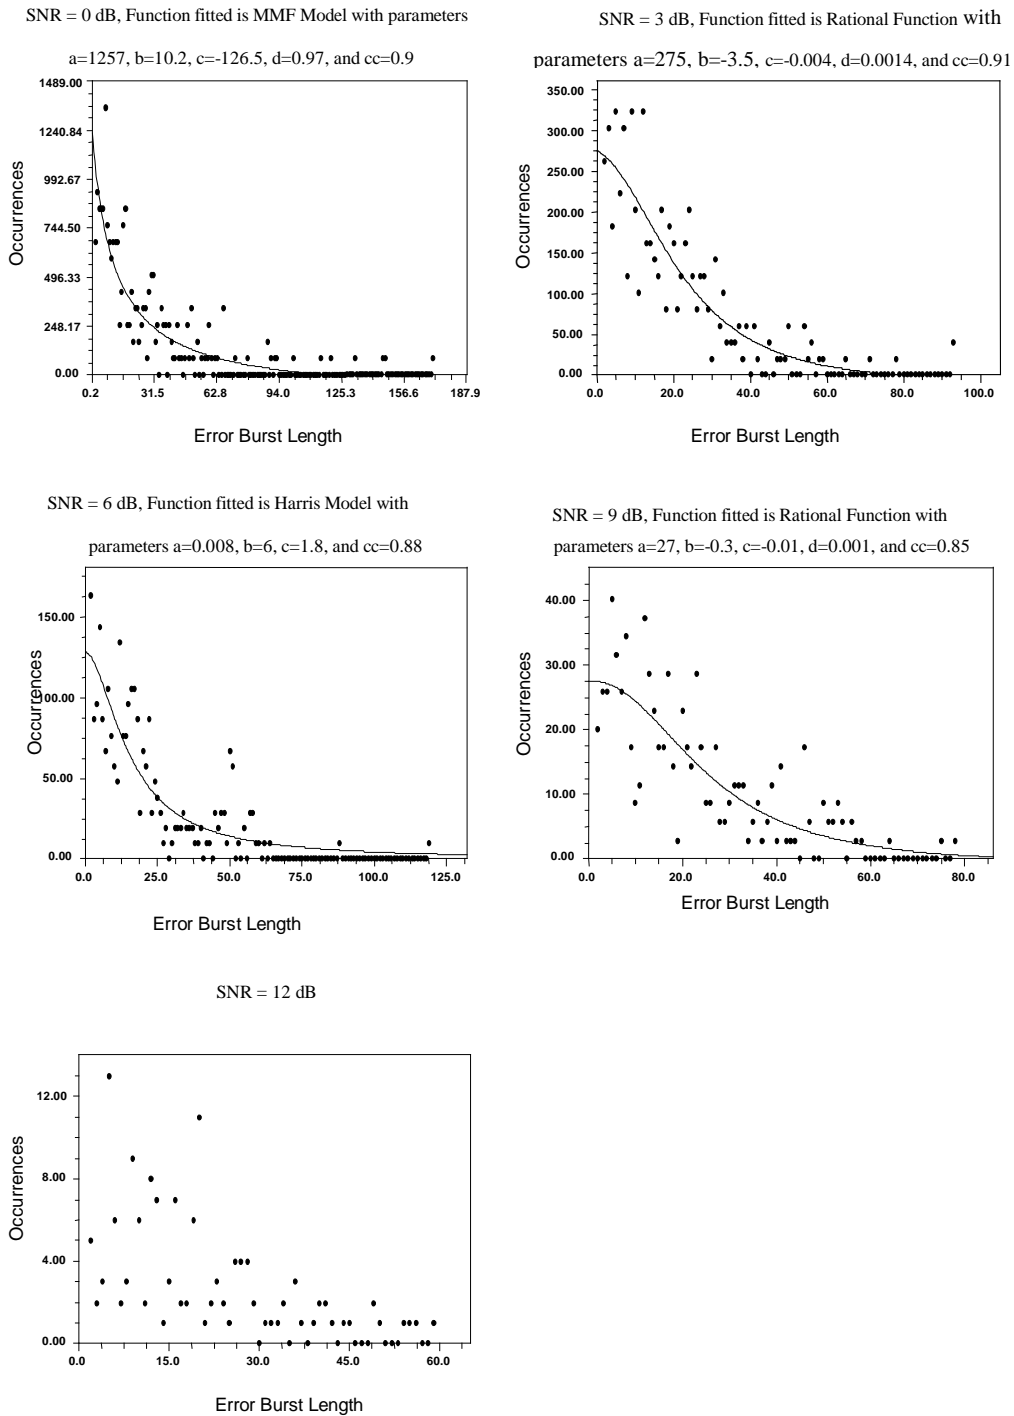 SNR = 0 dB, Function fitted is MMF Model with parameters
a=1257, b=10.2, c=-126.5, d=0.97, and cc=0.9
1489.00
1240.84
992.67
744.50
496.33
248.17
0.00
0.2 31.5 62.8 94.0 125.3 156.6 187.9
Occurrences
Error Burst Length
SNR = 3 dB, Function fitted is Rational Function with
parameters a=275, b=-3.5, c=-0.004, d=0.0014, and cc=0.91
350.00
300.00
250.00
200.00
150.00
100.00
50.00
0.00
0.0 20.0 40.0 60.0 80.0 100.0
Occurrences
Error Burst Length
SNR = 6 dB, Function fitted is Harris Model with
parameters a=0.008, b=6, c=1.8, and cc=0.88
150.00
100.00
50.00
0.00
0.0 25.0 50.0 75.0 100.0 125.0
Occurrences
Error Burst Length
SNR = 9 dB, Function fitted is Rational Function with
parameters a=27, b=-0.3, c=-0.01, d=0.001, and cc=0.85
40.00
30.00
20.00
10.00
0.00
0.0 20.0 40.0 60.0 80.0
Occurrences
Error Burst Length
SNR = 12 dB
12.00
8.00
4.00
0.00
0.0 15.0 30.0 45.0 60.0
Occurrences
Error Burst Length